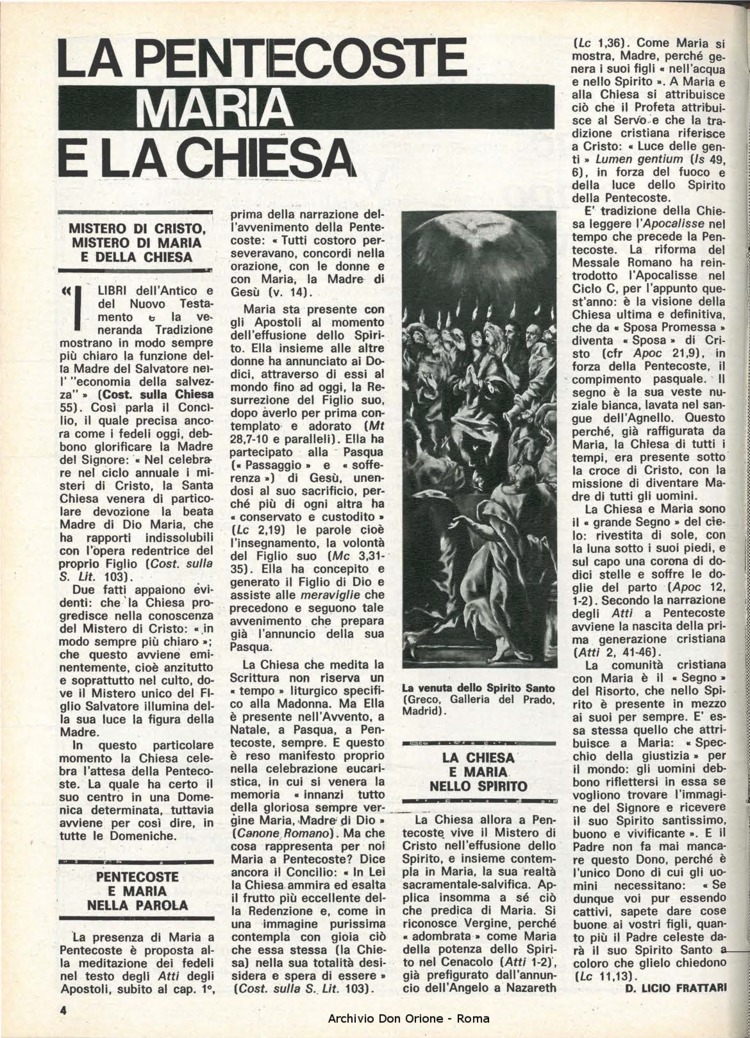 LA PENTECOSTE
MARIA
E LA CHIESA
MISTERO DI CRISTO,
MISTERO DI MARIA
E DELLA CHIESA
“I LIBRI dell'Antico e
del Nuovo Testa-
mento e la ve-
neranda Tradizione
mostrano in modo sempre
più chiaro la funzione del-
la Madre del Salvatore nel-
l' "economia della salvez-
za" » (Cost. sulla Chiesa
55). Così parla il Conci-
lio, il quale precisa anco-
ra come i fedeli oggi, deb-
bono glorificare la Madre
del Signore: « Nel celebra-
re nel ciclo annuale i mi-
steri di Cristo, la Santa
Chiesa venera di partico-
lare devozione la beata
Madre di Dio Maria, che
ha rapporti indissolubili
con l'opera redentrice del
proprio Figlio (Cost. sulla
S. Lit. 103).
Due fatti appaiono evi-
denti: che la Chiesa pro-
gredisce nella conoscenza
del Mistero di Cristo: « in
modo sempre più chiaro »;
che questo avviene emi-
nentemente, cioè anzitutto
e soprattutto nel culto, do-
ve il Mistero unico del Fi-
glio Salvatore illumina del-
la sua luce la figura della
Madre.
In questo particolare
momento la Chiesa cele-
bra l'attesa della Penteco-
ste. La quale ha certo il
suo centro in una Dome-
nica determinata, tuttavia
avviene per così dire, in
tutte le Domeniche.
PENTECOSTE
E MARIA
NELLA PAROLA
La presenza di Maria a
Pentecoste è proposta al-
la meditazione dei fedeli
nel testo degli Atti degli
Apostoli, subito al cap. 1º,
prima della narrazione del-
l'avvenimento della Pente-
coste: « Tutti costoro per-
severavano, concordi nella
orazione, con le donne e
con Maria, la Madre di
Gesù (v. 14).
Maria sta presente con
gli Apostoli al momento
dell'effusione dello Spiri-
to. Ella insieme alle altre
donne ha annunciato ai Do-
dici, attraverso di essi al
mondo fino ad oggi, la Re-
surrezione del Figlio suo,
dopo averlo per prima con-
templato e adorato (Mt
28,7-10 e paralleli). Ella ha
partecipato alla Pasqua
(« Passaggio » e « soffe-
renza ») di Gesù, unen-
dosi al suo sacrificio, per-
ché più di ogni altra ha
« conservato e custodito »
(Lc 2,19) le parole cioè
l'insegnamento, la volontà
del Figlio suo (Mc 3,31-
35). Ella ha concepito e
generato il Figlio di Dio e
assiste alle meraviglie che
precedono e seguono tale
avvenimento che prepara
già l'annuncio della sua
Pasqua.
La Chiesa che medita la
Scrittura non riserva un
« tempo » liturgico specifi-
co alla Madonna. Ma Ella
è presente nell'Avvento, a
Natale, a Pasqua, a Pen-
tecoste, sempre. E questo
è reso manifesto proprio
nella celebrazione eucari-
stica, in cui si venera la
memoria « innanzi tutto
della gloriosa sempre ver-
gine Maria, Madre di Dio »
(Canone Romano). Ma che
cosa rappresenta per noi
Maria a Pentecoste? Dice
ancora il Concilio: « In Lei
la Chiesa ammira ed esalta
il frutto più eccellente del-
la Redenzione e, come in
una immagine purissima
contempla con gioia ciò
che essa stessa (la Chie-
sa) nella sua totalità desi-
sidera e spera di essere »
(Cost. sulla S. Lit. 103).
La venuta dello Spirito Santo
(Greco, Galleria del Prado,
Madrid).
LA CHIESA
E MARIA
NELLO SPIRITO
La Chiesa allora a Pen-
tecoste vive il Mistero di
Cristo nell'effusione dello
Spirito, e insieme contem-
pla in Maria, la sua realtà
sacramentale-salvifica. Ap-
plica insomma a sé ciò
che predica di Maria. Si
riconosce Vergine, perché
« adombrata » come Maria
della potenza dello Spiri-
to nel Cenacolo (Atti 1-2),
già prefigurato dall'annun-
cio dell'Angelo a Nazareth
(Lc 1,36). Come Maria si
mostra, Madre, perché ge-
nera i suoi figli « nell'acqua
e nello Spirito ». A Maria e
alla Chiesa si attribuisce
ciò che il Profeta attribui-
sce al Servo e che la tra-
dizione cristiana riferisce
a Cristo: « Luce delle gen-
ti » Lumen gentium (Is 49,
6), in forza del fuoco e
della luce dello Spirito
della Pentecoste.
E' tradizione della Chie-
sa leggere l'Apocalisse nel
tempo che precede la Pen-
tecoste. La riforma del
Messale Romano ha rein-
trodotto l'Apocalisse nel
Ciclo C, per l'appunto que-
st'anno: è la visione della
Chiesa ultima e definitiva,
che da « Sposa Promessa »
diventa « Sposa » di Cri-
sto (cfr Apoc 21,9), in
forza della Pentecoste, il
compimento pasquale. Il
segno è la sua veste nu-
ziale bianca, lavata nel san-
gue dell'Agnello. Questo
perché, già raffigurata da
Maria, la Chiesa di tutti i
tempi, era presente sotto
la croce di Cristo, con la
missione di diventare Ma-
dre di tutti gli uomini.
La Chiesa e Maria sono
il « grande Segno » del cie-
lo: rivestita di sole, con
la luna sotto i suoi piedi, e
sul capo una corona di do-
dici stelle e soffre le do-
glie del parto (Apoc 12,
1-2). Secondo la narrazione
degli Atti a Pentecoste
avviene la nascita della pri-
ma generazione cristiana
(Atti 2, 41-46).
La comunità cristiana
con Maria è il « Segno »
del Risorto, che nello Spi-
rito è presente in mezzo
ai suoi per sempre. E' es-
sa stessa quello che attri-
buisce a Maria: « Spec-
chio della giustizia » per
il mondo: gli uomini deb-
bono riflettersi in essa se
vogliono trovare l'immagi-
ne del Signore e ricevere
il suo Spirito santissimo,
buono e vivificante ». E il
Padre non fa mai manca-
re questo Dono, perché è
l'unico Dono di cui gli uo-
mini necessitano: « Se
dunque voi pur essendo
cattivi, sapete dare cose
buone ai vostri figli, quan-
to più il Padre celeste da-
rà il suo Spirito Santo a
coloro che glielo chiedono
(Lc 11,13).
D. LICIO FRATTARI
4
Archivio Don Orione - Roma